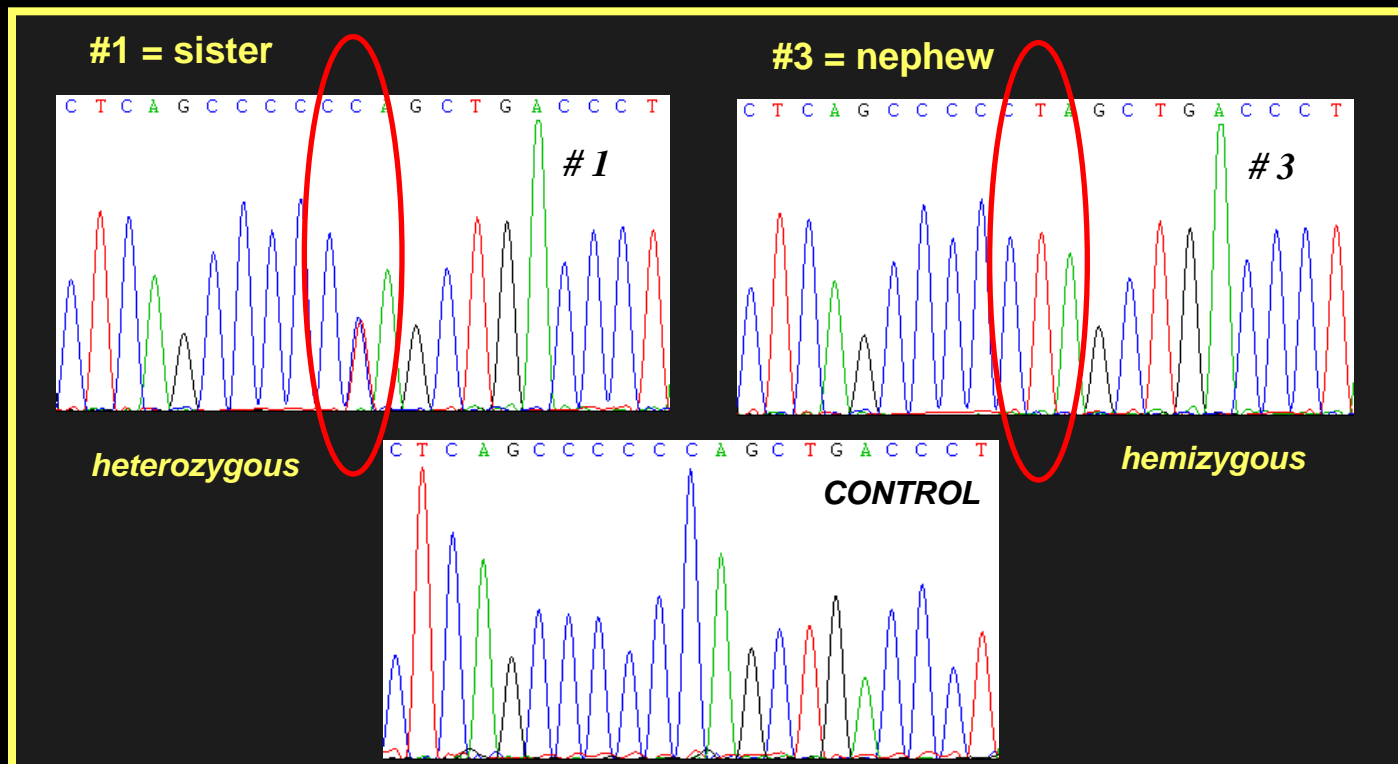 #1 = sister
#3 = nephew
C T C A G C C C C C C A G C T G A C C C T
# 1
C T C A G C C C C C T A G C T G A C C C T
# 3
heterozygous
C T C A G C C C C C C A G C T G A C C C T
CONTROL
hemizygous